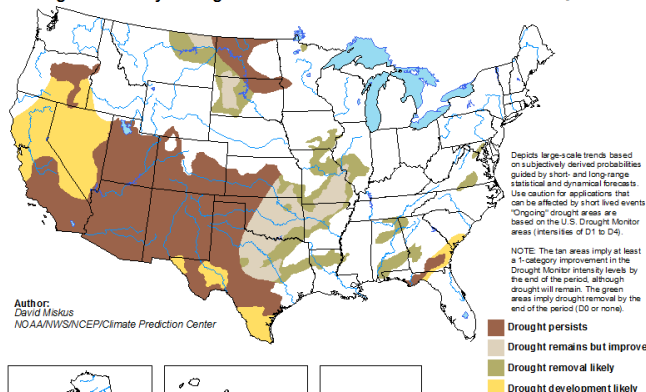 Depicts large-scale trends based
on subjectively derived probabilities
guided by short- and long-range
statistical and dynamical forecasts.
Use caution for applications that
can be affected by short lived events.
"Ongoing" drought areas are
based on the U.S. Drought Monitor
areas (intensities of D1 to D4).
NOTE: The tan areas imply at least
a 1-category improvement in the
Drought Monitor intensity levels by
the end of the period, although
drought will remain. The green
areas imply drought removal by the
end of the period (D0 or none).
Author:
David Miskus
NOAA/NWS/NCEP/Climate Prediction Center
Drought persists
Drought remains but improve
Drought removal likely
Drought development likely